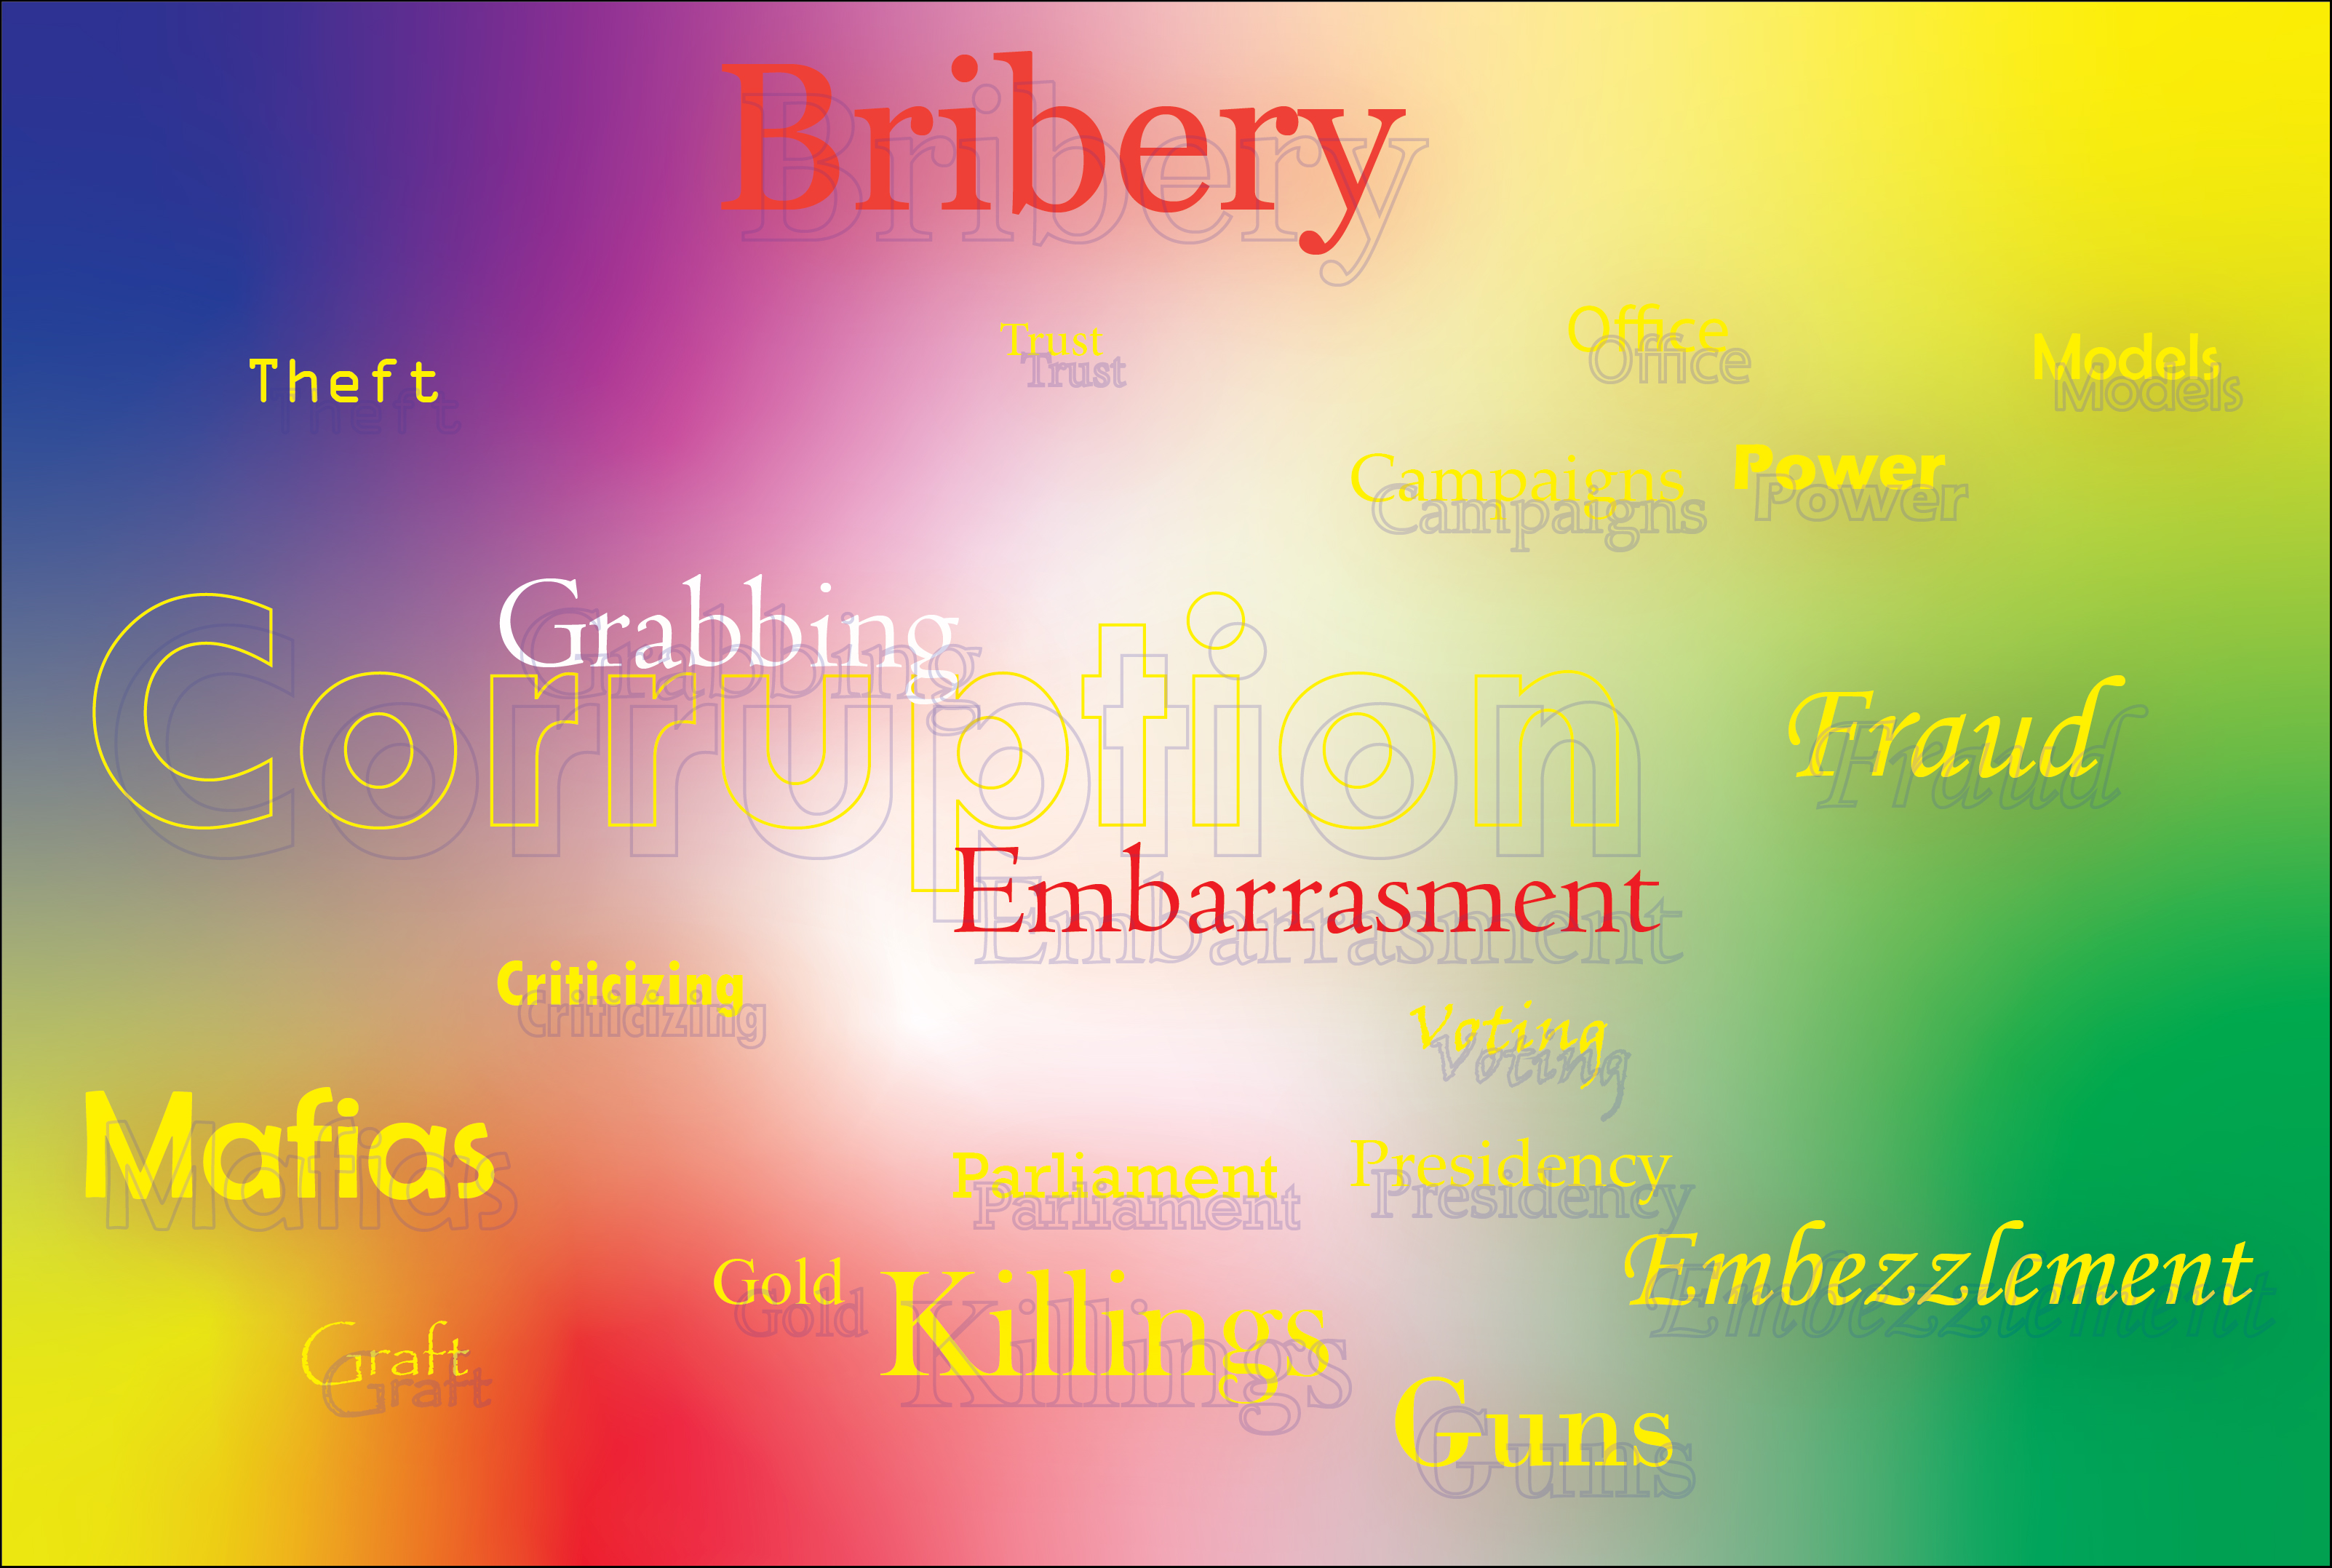 Bribery
Trust
Office
Models
Theft
Campaigns
Power
Grabbing
Corruption
Fraud
Embarrasment
Criticizing
Voting
Mafias
Parliament
Presidency
Gold
Killings
Embezzlement
Graft
Guns